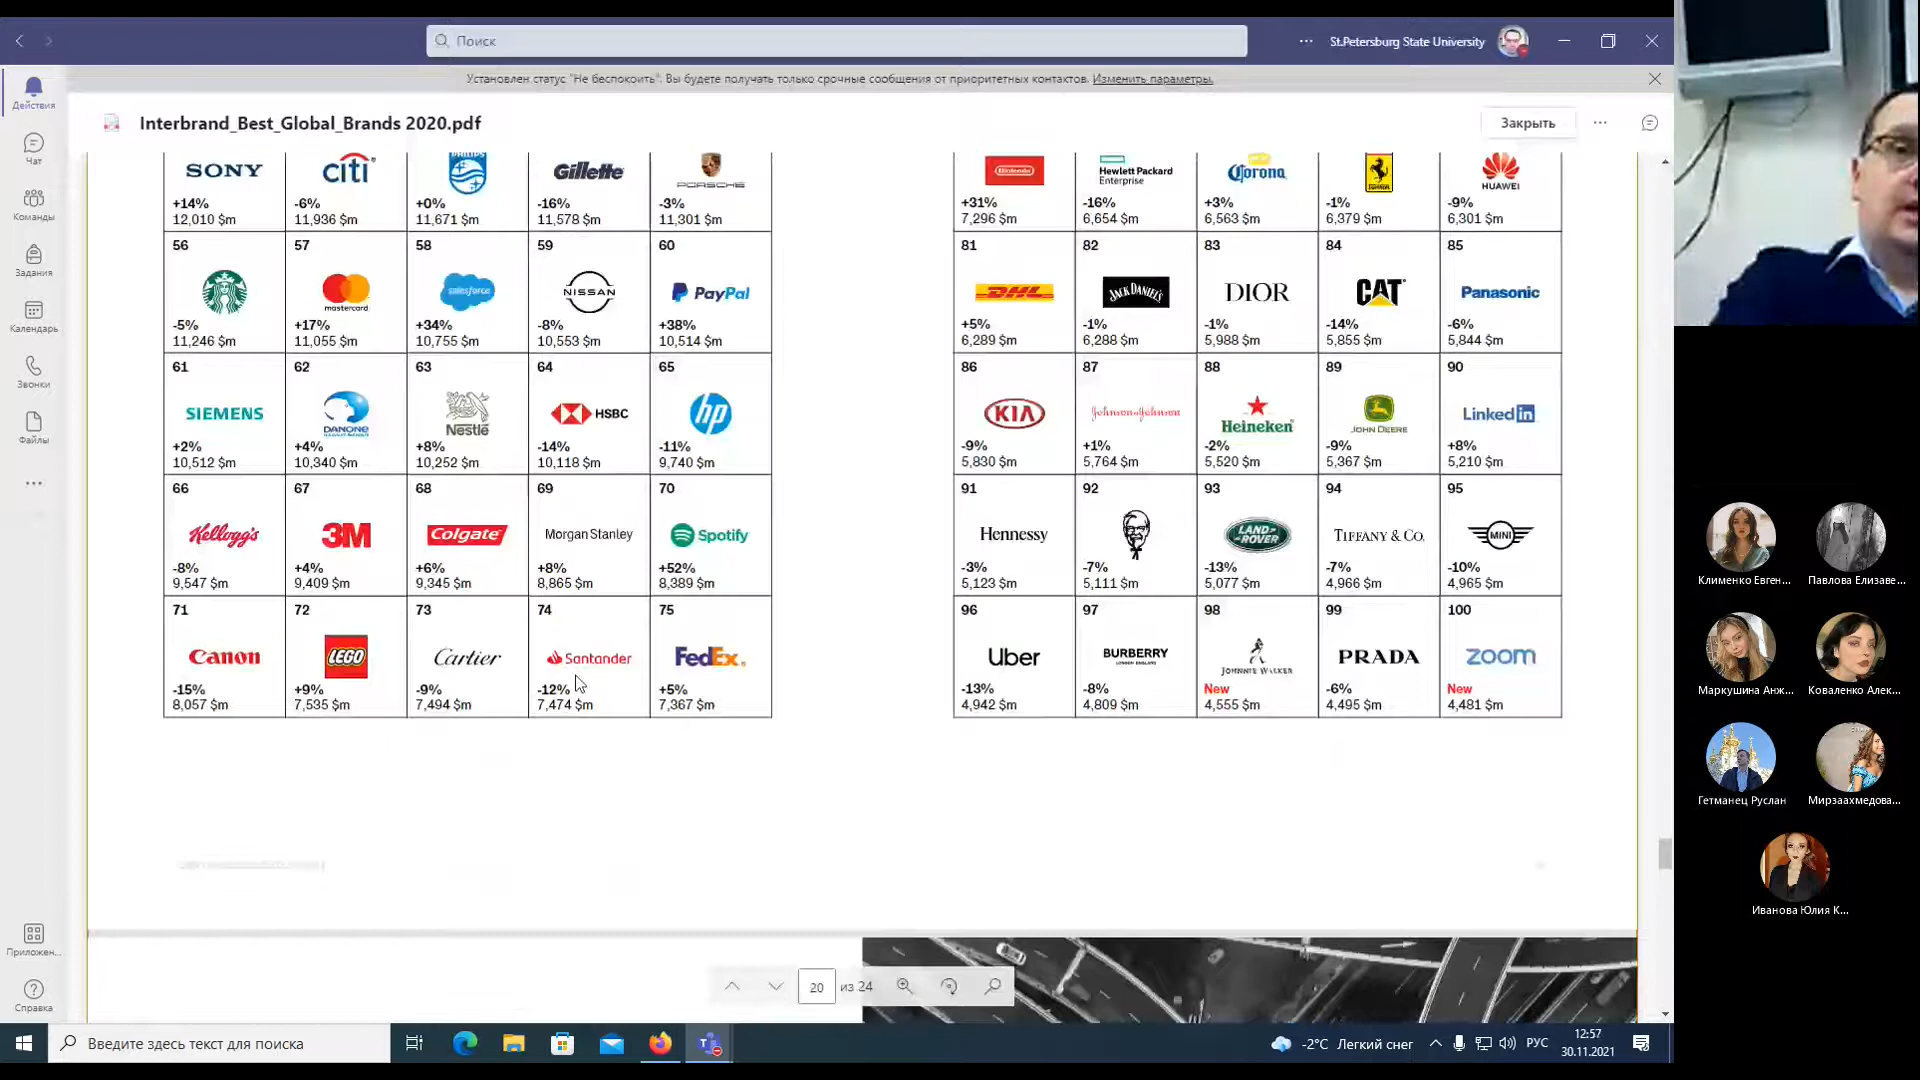 Поиск
St.Petersburg State University
Установлен статус "Не беспокоить". Вы будете получать только срочные сообщения от приоритетных контактов. Изменить параметры.
Действия
Чат
Команды
Задания
Календарь
Звонки
Файлы
Приложен...
Справка
Interbrand_Best_Global_Brands 2020.pdf
Закрыть
SONY
citi
PHILIPS
Gillette
PORSCHE
+14%
-6%
+0%
-16%
-3%
12,010 $m
11,936 $m
11,671 $m
11,578 $m
11,301 $m
56
57
58
59
60
mastercard
salesforce
NISSAN
PayPal
-5%
+17%
+34%
-8%
+38%
11,246 $m
11,055 $m
10,755 $m
10,553 $m
10,514 $m
61
62
63
64
65
SIEMENS
DANONE
Nestlé
HSBC
hp
+2%
+4%
+8%
-14%
-11%
10,512 $m
10,340 $m
10,252 $m
10,118 $m
9,740 $m
66
67
68
69
70
Kellogg's
3M
Colgate
Morgan Stanley
Spotify
-8%
+4%
+6%
+8%
+52%
9,547 $m
9,409 $m
9,345 $m
8,865 $m
8,389 $m
71
72
73
74
75
Canon
LEGO
Cartier
Santander
FedEx
-15%
+9%
-9%
-12%
+5%
8,057 $m
7,535 $m
7,494 $m
7,474 $m
7,367 $m
Nintendo
Hewlett Packard
Enterprise
Corona
Ferrari
HUAWEI
+31%
-16%
+3%
-1%
-9%
7,296 $m
6,654 $m
6,563 $m
6,379 $m
6,301 $m
81
82
83
84
85
DHL
JACK DANIEL'S
DIOR
CAT
Panasonic
+5%
-1%
-1%
-14%
-6%
6,289 $m
6,288 $m
5,988 $m
5,855 $m
5,844 $m
86
87
88
89
90
KIA
Johnson & Johnson
Heineken
JOHN DEERE
LinkedIn
-9%
+1%
-2%
-9%
+8%
5,830 $m
5,764 $m
5,520 $m
5,367 $m
5,210 $m
91
92
93
94
95
Hennessy
LAND ROVER
TIFFANY & CO.
MINI
-3%
-7%
-13%
-7%
-10%
5,123 $m
5,111 $m
5,077 $m
4,966 $m
4,965 $m
96
97
98
99
100
Uber
BURBERRY
LONDON ENGLAND
JOHNNIE WALKER
PRADA
zoom
-13%
-8%
New
-6%
New
4,942 $m
4,809 $m
4,555 $m
4,495 $m
4,481 $m
20
из 24
Клименко Евген...
Павлова Елизаве...
Маркушина Анж...
Коваленко Алек...
Гетманец Руслан
Мирзаахмедова...
Иванова Юлия К...
Введите здесь текст для поиска
-2°C Легкий снег
РУС
12:57
30.11.2021